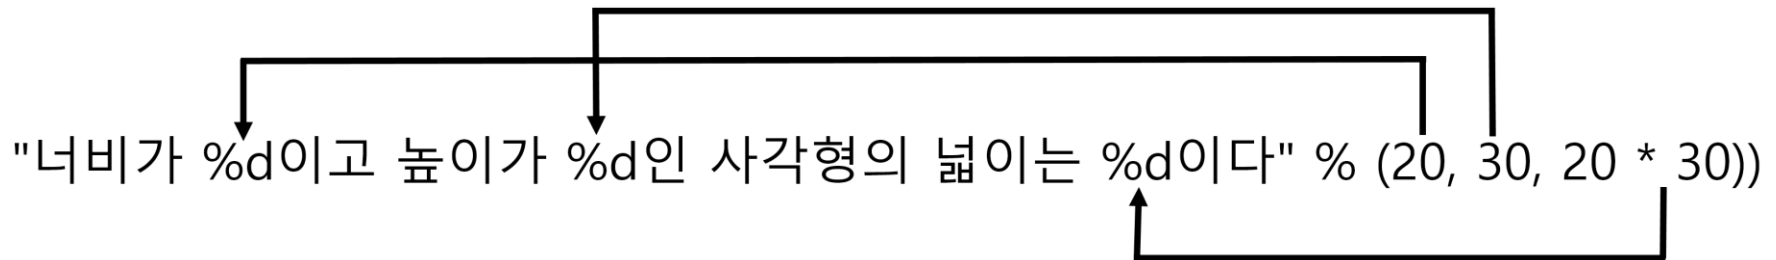 "너비가 %d이고 높이가 %d인 사각형의 넓이는 %d이다" % (20, 30, 20 * 30))